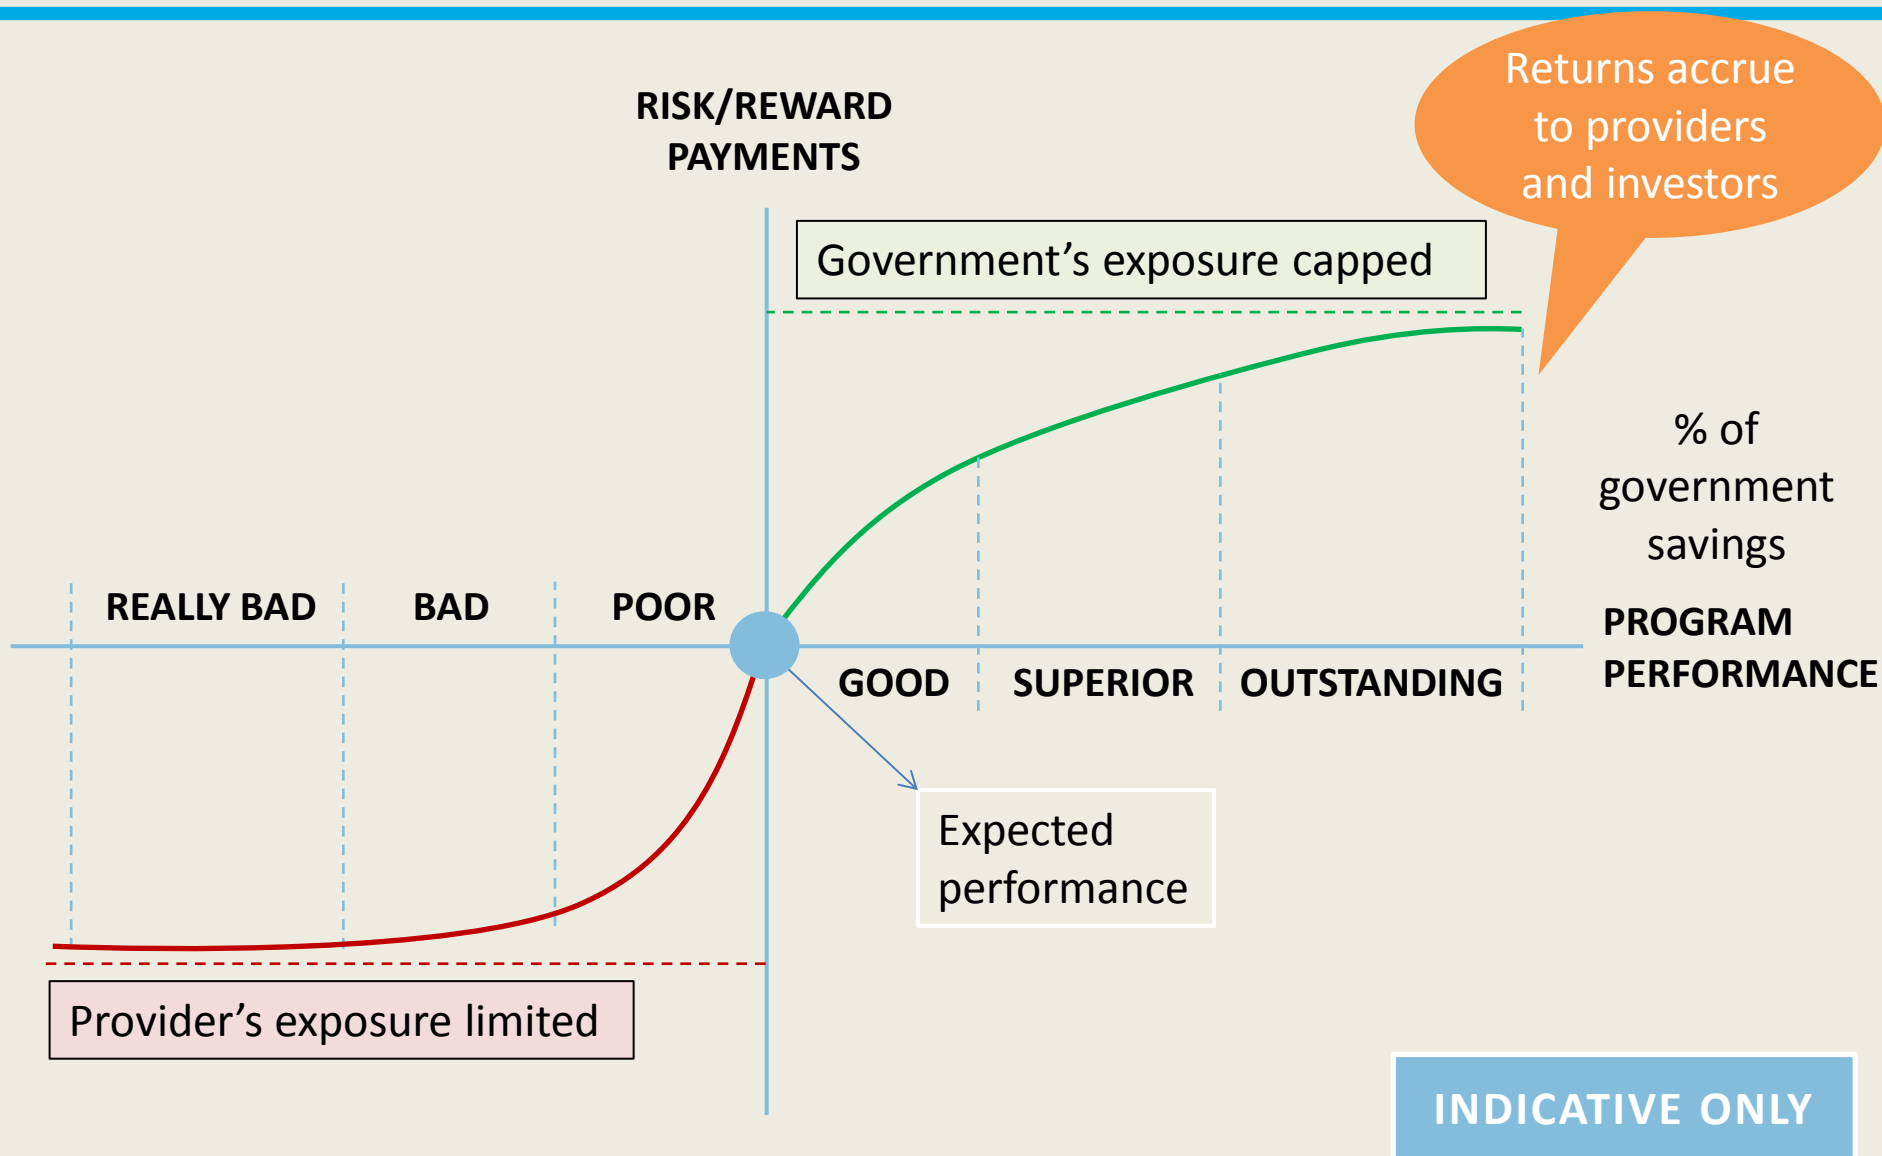 Returns accrue
to providers
and investors
RISK/REWARD
PAYMENTS
Government’s exposure capped
% of
government
savings
REALLY BAD
BAD
POOR
PROGRAM
PERFORMANCE
GOOD
SUPERIOR
OUTSTANDING
Expected
performance
Provider’s exposure limited
INDICATIVE ONLY